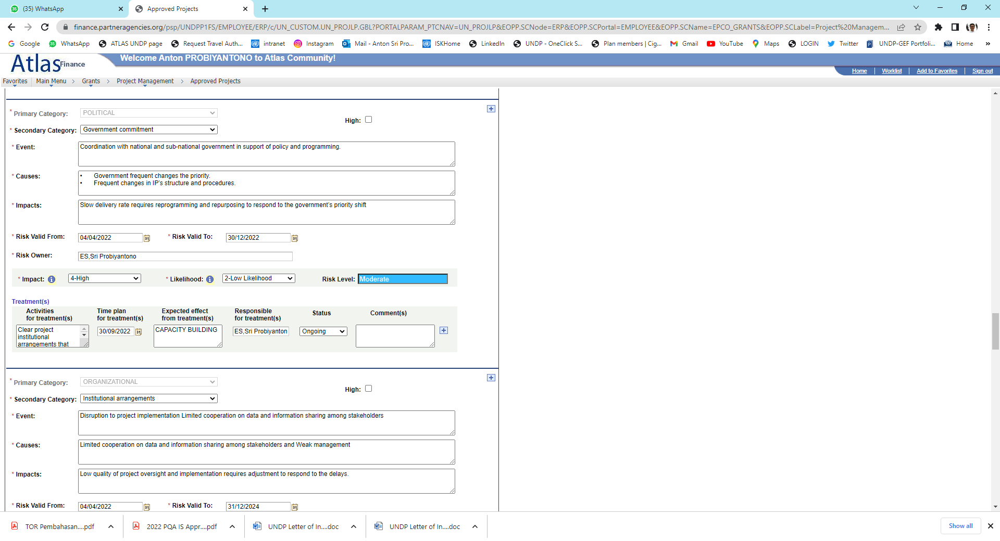 (35) WhatsApp
Approved Projects
finance.partneragencies.org/psp/UNDPP1FS/EMPLOYEE/ERP/c/UN_CUSTOM.UN_PROJLP.GBL?PORTALPARAM_PTCNAV=UN_PROJLP&EOPP.SCNode=ERP&EOPP.SCPortal=EMPLOYEE&EOPP.SCName=EPCO_GRANTS&EOPP.SCLabel=Project%20Managem...
Google WhatsApp ATLAS UNDP page Request Travel Auth... intranet Instagram Mail - Anton Sri Pro... ISKHome LinkedIn UNDP - OneClick S... Plan members | Cig... Gmail YouTube Maps LOGIN Twitter UNDP-GEF Portfoli... Home »
Atlas Finance
Welcome Anton PROBIYANTONO to Atlas Community!
Home | Worklist | Add to Favorites | Sign out
Favorites Main Menu > Grants > Project Management > Approved Projects
* Primary Category: POLITICAL
High:
* Secondary Category: Government commitment
* Event: Coordination with national and sub-national government in support of policy and programming.
* Causes: • Government frequent changes the priority.
• Frequent changes in IP's structure and procedures.
* Impacts: Slow delivery rate requires reprogramming and repurposing to respond to the government's priority shift
* Risk Valid From: 04/04/2022 * Risk Valid To: 30/12/2022
* Risk Owner: ES,Sri Probiyantono
* Impact: 4-High * Likelihood: 2-Low Likelihood Risk Level: Moderate
Treatment(s)
Activities for treatment(s) Time plan for treatment(s) Expected effect from treatment(s) Responsible for treatment(s) Status Comment(s)
Clear project
institutional
arrangements that
30/09/2022 CAPACITY BUILDING ES,Sri Probiyanton Ongoing
* Primary Category: ORGANIZATIONAL
High:
* Secondary Category: Institutional arrangements
* Event: Disruption to project implementation Limited cooperation on data and information sharing among stakeholders
* Causes: Limited cooperation on data and information sharing among stakeholders and Weak management
* Impacts: Low quality of project oversight and implementation requires adjustment to respond to the delays.
* Risk Valid From: 04/04/2022 * Risk Valid To: 31/12/2024
TOR Pembahasan....pdf 2022 PQA IS Appr....pdf UNDP Letter of In....doc UNDP Letter of In....doc Show all